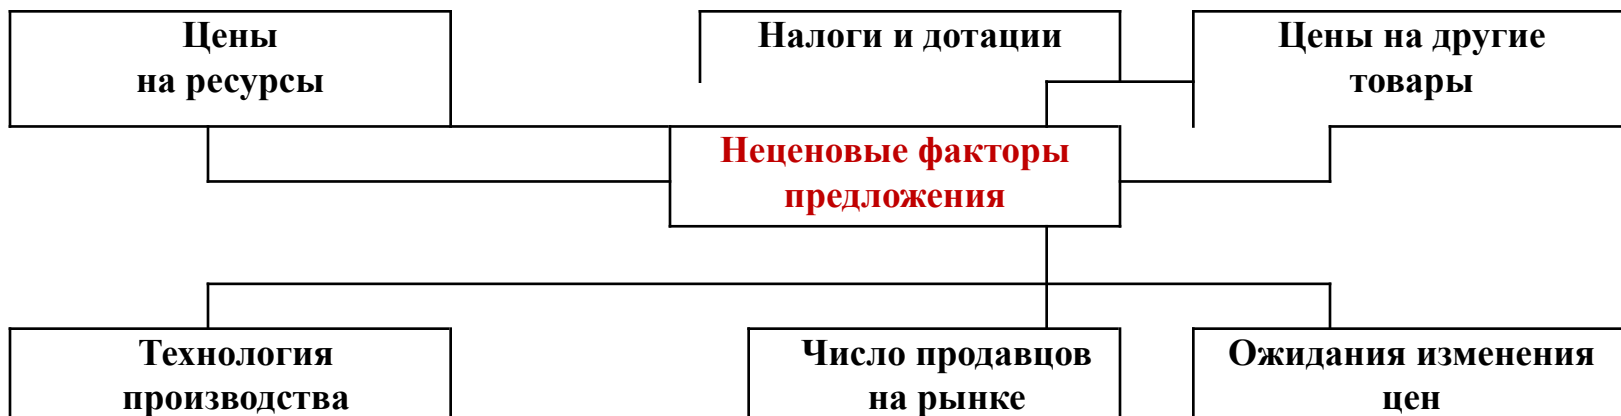 Цены
на ресурсы
Налоги и дотации
Цены на другие
товары
Неценовые факторы
предложения
Технология
производства
Число продавцов
на рынке
Ожидания изменения
цен